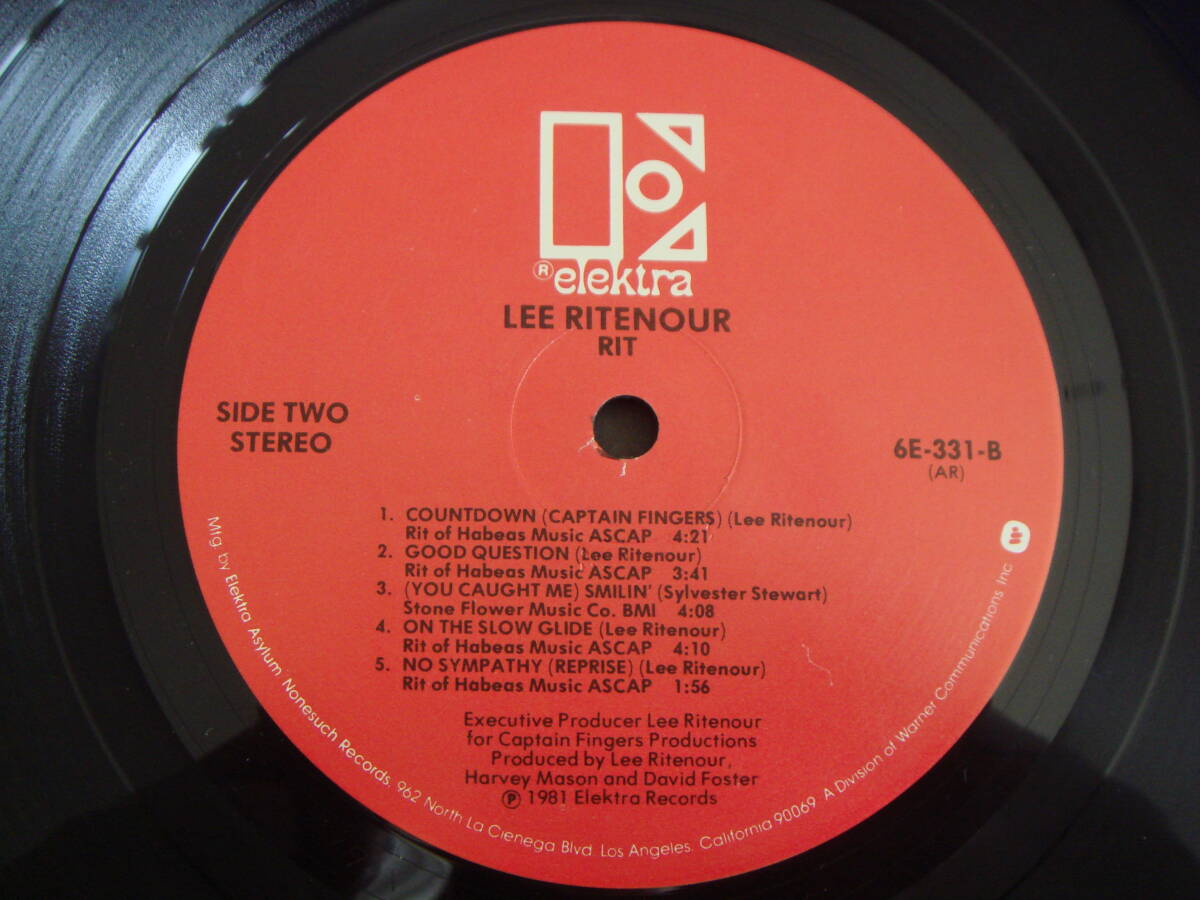 ® elektra
LEE RITENOUR
RIT
SIDE TWO
STEREO
6E-331-B
(AR)
1. COUNTDOWN (CAPTAIN FINGERS) (Lee Ritenour)
Rit of Habeas Music ASCAP 4:21
2. GOOD QUESTION (Lee Ritenour)
Rit of Habeas Music ASCAP 3:41
3. (YOU CAUGHT ME) SMILIN' (Sylvester Stewart)
Stone Flower Music Co. BMI 4:08
4. ON THE SLOW GLIDE (Lee Ritenour)
Rit of Habeas Music ASCAP 4:10
5. NO SYMPATHY (REPRISE) (Lee Ritenour)
Rit of Habeas Music ASCAP 1:56
Executive Producer Lee Ritenour
for Captain Fingers Productions
Produced by Lee Ritenour,
Harvey Mason and David Foster
℗ 1981 Elektra Records
Mfg. by Elektra Asylum Nonesuch Records, 962 North La Cienega Blvd. Los Angeles, California 90069 A Division of Warner Communications Inc